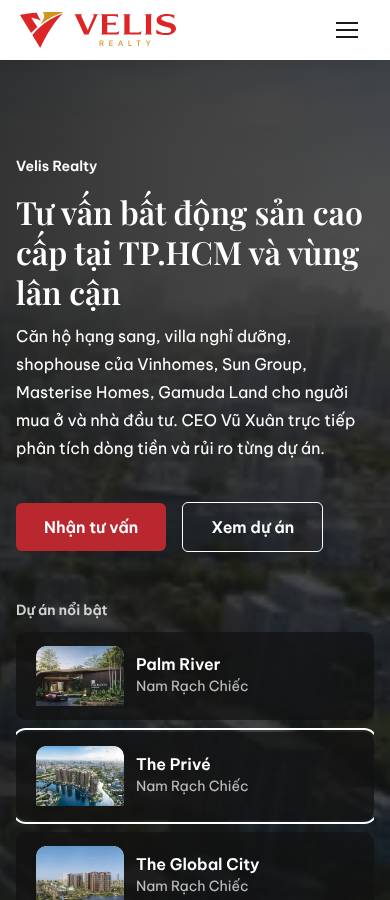 VELIS
REALTY
Velis Realty
Tư vấn bất động sản cao
cấp tại TP.HCM và vùng
lân cận
Căn hộ hạng sang, villa nghỉ dưỡng,
shophouse của Vinhomes, Sun Group,
Masterise Homes, Gamuda Land cho người
mua ở và nhà đầu tư. CEO Vũ Xuân trực tiếp
phân tích dòng tiền và rủi ro từng dự án.
Nhận tư vấn
Xem dự án
Dự án nổi bật
Palm River
Nam Rạch Chiếc
The Privé
Nam Rạch Chiếc
The Global City
Nam Rạch Chiếc